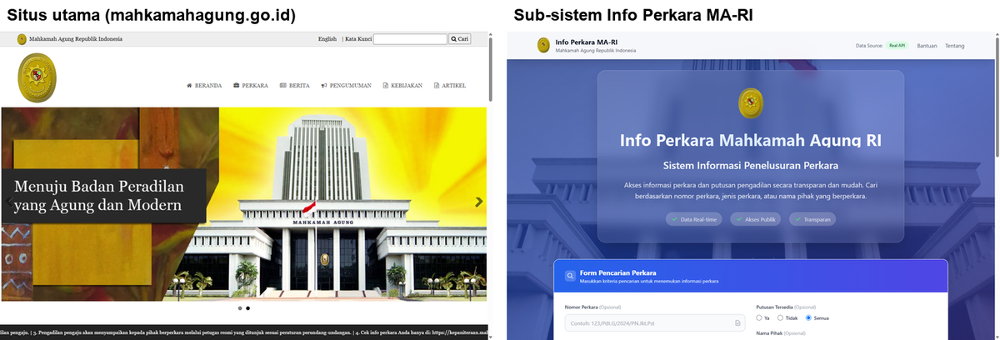 Situs utama (mahkamahagung.go.id)
Mahkamah Agung Republik Indonesia
English | Kata Kunci
Cari
BERANDA
PERKARA
BERITA
PENGUMUMAN
KEBIJAKAN
ARTIKEL
Menuju Badan Peradilan
yang Agung dan Modern
MAHKAMAH AGUNG
ilan pengaju. | 3. Pengadilan pengaju akan menyampaikan kepada pihak berperkara melalui petugas resmi yang ditunjuk sesuai peraturan perundang-undangan. | 4. Cek info perkara Anda hanya di: https://kepaniteraan.mal
Sub-sistem Info Perkara MA-RI
Info Perkara MA-RI
Mahkamah Agung Republik Indonesia
Data Source: Real API
Bantuan
Tentang
Info Perkara Mahkamah Agung RI
Sistem Informasi Penelusuran Perkara
Akses informasi perkara dan putusan pengadilan secara transparan dan mudah. Cari
berdasarkan nomor perkara, jenis perkara, atau nama pihak yang berperkara.
Data Real-time
Akses Publik
Transparan
Form Pencarian Perkara
Masukkan kriteria pencarian untuk menemukan informasi perkara
Nomor Perkara (Opsional)
Contoh: 123/Pdt.G/2024/PN.Jkt.Pst
Putusan Tersedia (Opsional)
Ya Tidak Semua
Nama Pihak (Opsional)